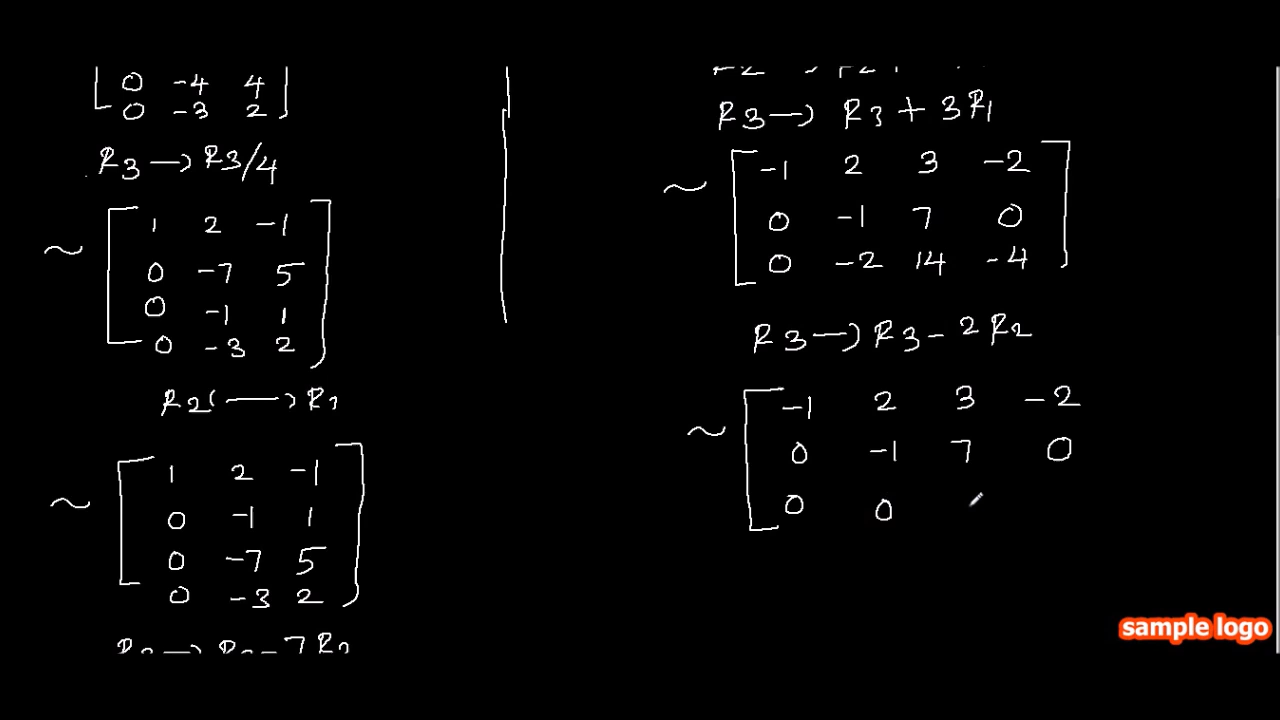 0 -4 4
0 -3 2
R3 → R3/4
~ 1 2 -1
0 -7 5
0 -1 1
0 -3 2
R2 ↔ R3
~ 1 2 -1
0 -1 1
0 -7 5
0 -3 2
R3 → R3 + 3R1
~ -1 2 3 -2
0 -1 7 0
0 -2 14 -4
R3 → R3 - 2R2
~ -1 2 3 -2
0 -1 7 0
0 0
sample logo